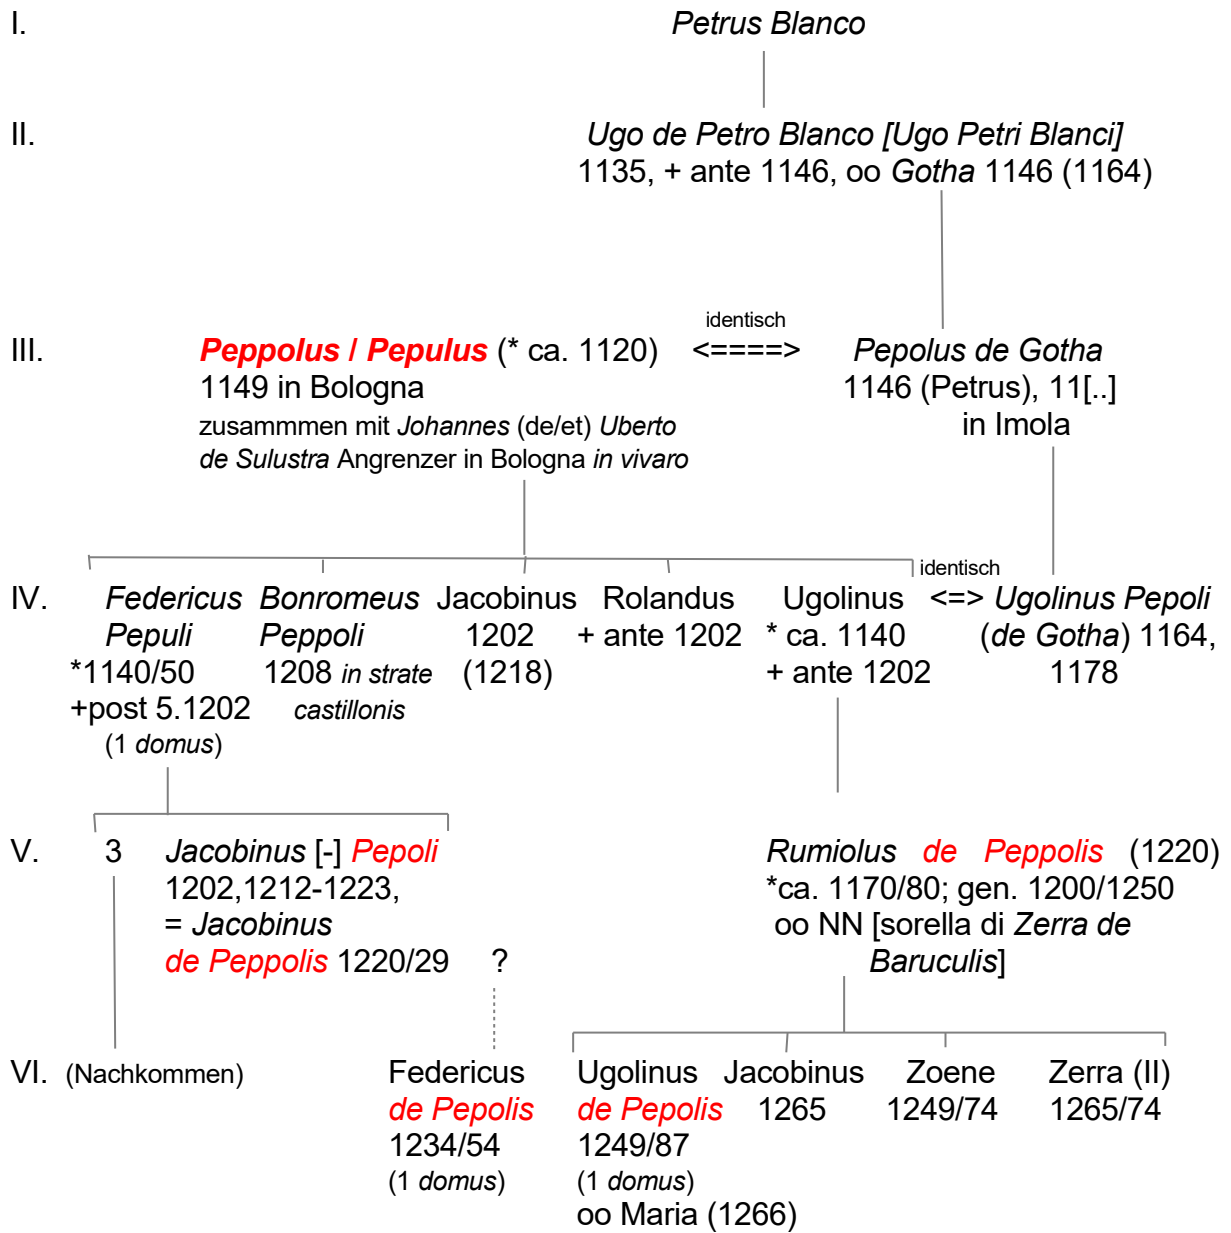 I. Petrus Blanco
II. Ugo de Petro Blanco [Ugo Petri Blanci]
1135, + ante 1146, oo Gotha 1146 (1164)
identisch
III. Peppolus / Pepulus (* ca. 1120) <====> Pepolus de Gotha
1149 in Bologna 1146 (Petrus), 11[..]
zusammmen mit Johannes (de/et) Uberto in Imola
de Sulustra Angrenzer in Bologna in vivaro
identisch
IV. Federicus Bonromeus Jacobinus Rolandus Ugolinus <=> Ugolinus Pepoli
Pepuli Peppoli 1202 + ante 1202 * ca. 1140 (de Gotha) 1164,
*1140/50 1208 in strate (1218) + ante 1202 1178
+post 5.1202 castillonis
(1 domus)
V. 3 Jacobinus [-] Pepoli Rumiolus de Peppolis (1220)
1202,1212-1223, *ca. 1170/80; gen. 1200/1250
= Jacobinus oo NN [sorella di Zerra de
de Peppolis 1220/29 ? Baruculis]
VI. (Nachkommen) Federicus Ugolinus Jacobinus Zoene Zerra (II)
de Pepolis de Pepolis 1265 1249/74 1265/74
1234/54 1249/87
(1 domus) (1 domus)
oo Maria (1266)